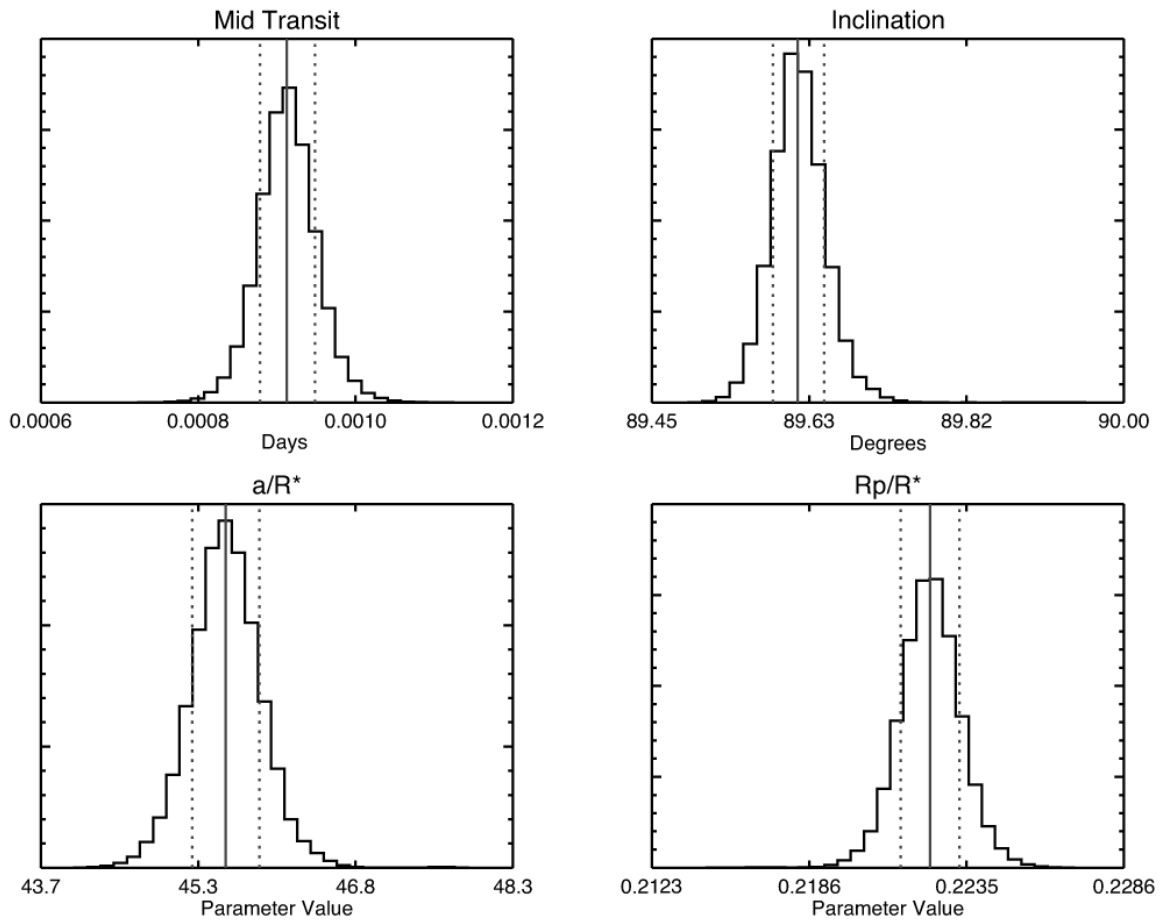 Mid Transit
0.0006 0.0008 0.0010 0.0012
Days
Inclination
89.45 89.63 89.82 90.00
Degrees
a/R*
43.7 45.3 46.8 48.3
Parameter Value
Rp/R*
0.2123 0.2186 0.2235 0.2286
Parameter Value